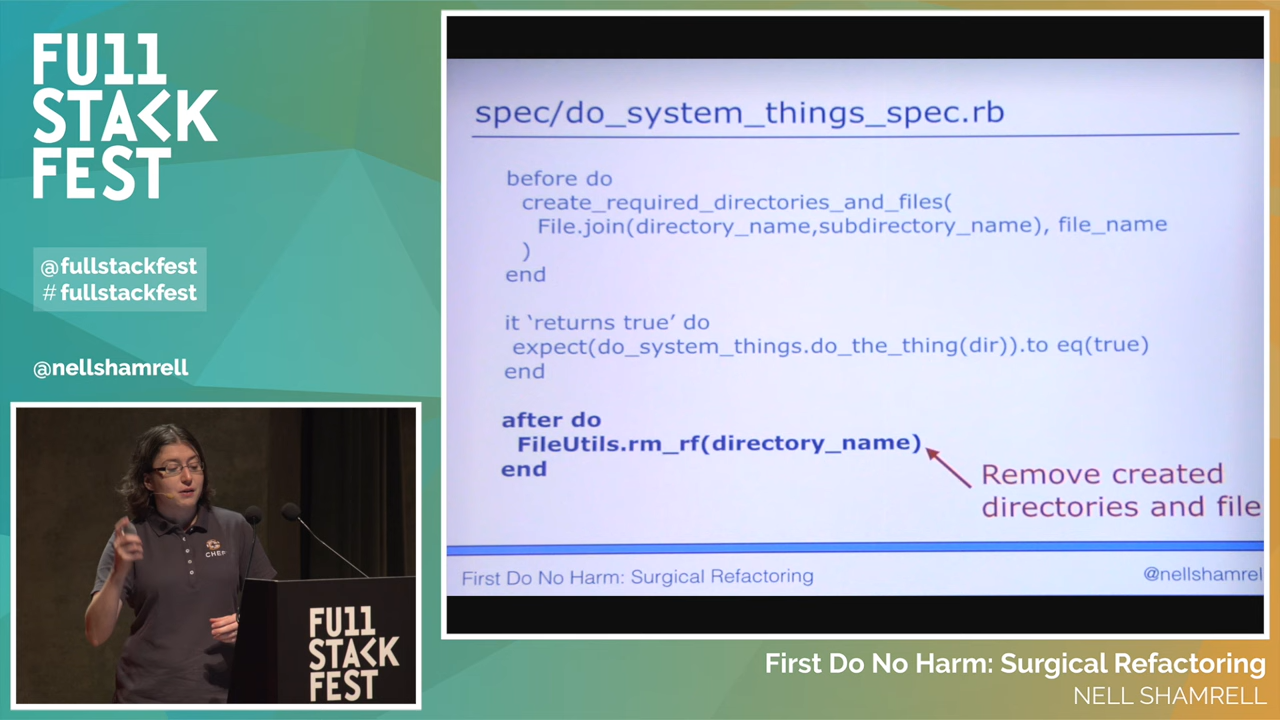 FU11
STACK
FEST
@fullstackfest
# fullstackfest
@nellshamrell
CHEF
FU11
STACK
FEST
spec/do_system_things_spec.rb
before do
create_required_directories_and_files(
File.join(directory_name,subdirectory_name), file_name
)
end
it ‘returns true’ do
expect(do_system_things.do_the_thing(dir)).to eq(true)
end
after do
FileUtils.rm_rf(directory_name)
end
Remove created
directories and file
First Do No Harm: Surgical Refactoring
@nellshamrel
First Do No Harm: Surgical Refactoring
NELL SHAMRELL